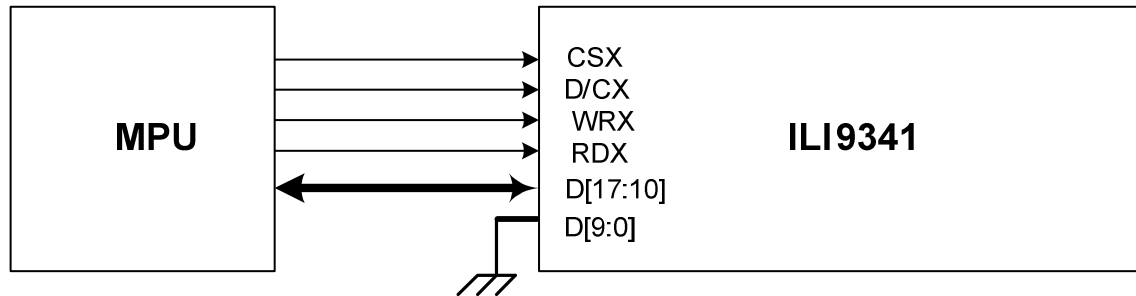 CSX
D/CX
WRX
MPU
ILI9341
RDX
D[17:10]
D[9:0]